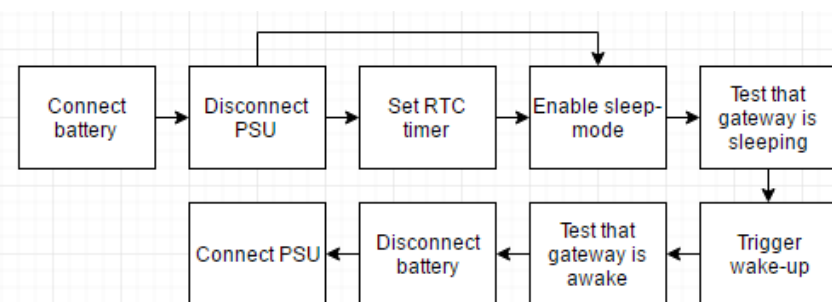 Connect
battery
Disconnect
PSU
Set RTC
timer
Enable sleep-
mode
Test that
gateway is
sleeping
Connect PSU
Disconnect
battery
Test that
gateway is
awake
Trigger
wake-up